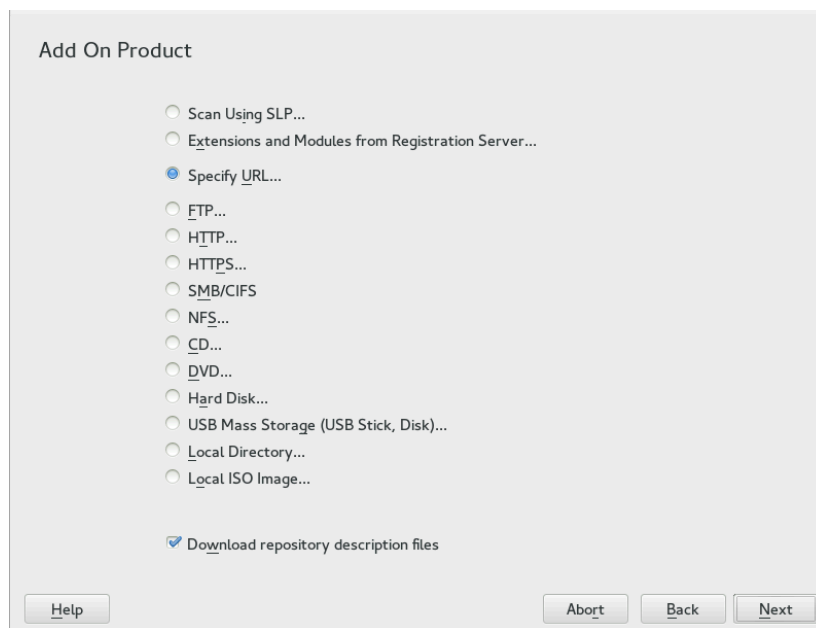 Add On Product
Scan Using SLP...
Extensions and Modules from Registration Server...
Specify URL...
FTP...
HTTP...
HTTPS...
SMB/CIFS
NFS...
CD...
DVD...
Hard Disk...
USB Mass Storage (USB Stick, Disk)...
Local Directory...
Local ISO Image...
Download repository description files
Help Abort Back Next